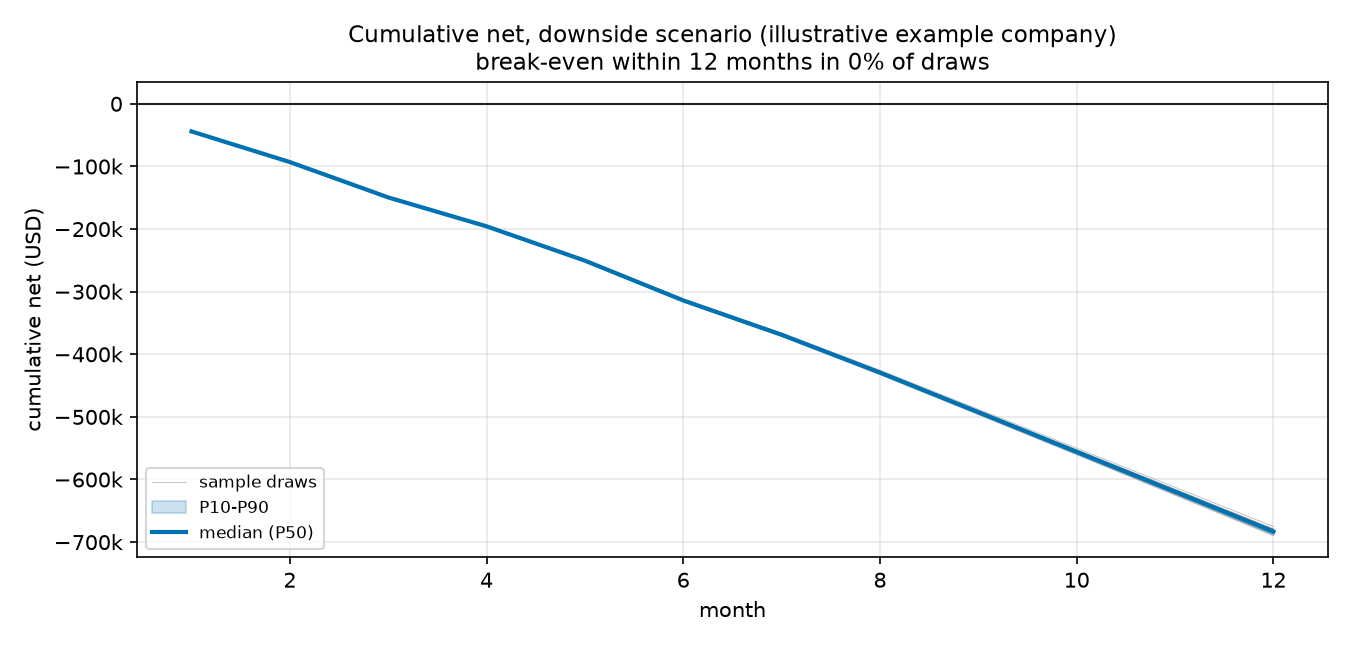 Cumulative net, downside scenario (illustrative example company)
break-even within 12 months in 0% of draws
cumulative net (USD)
0
−100k
−200k
−300k
−400k
−500k
−600k
−700k
sample draws
P10-P90
median (P50)
2
4
6
8
10
12
month